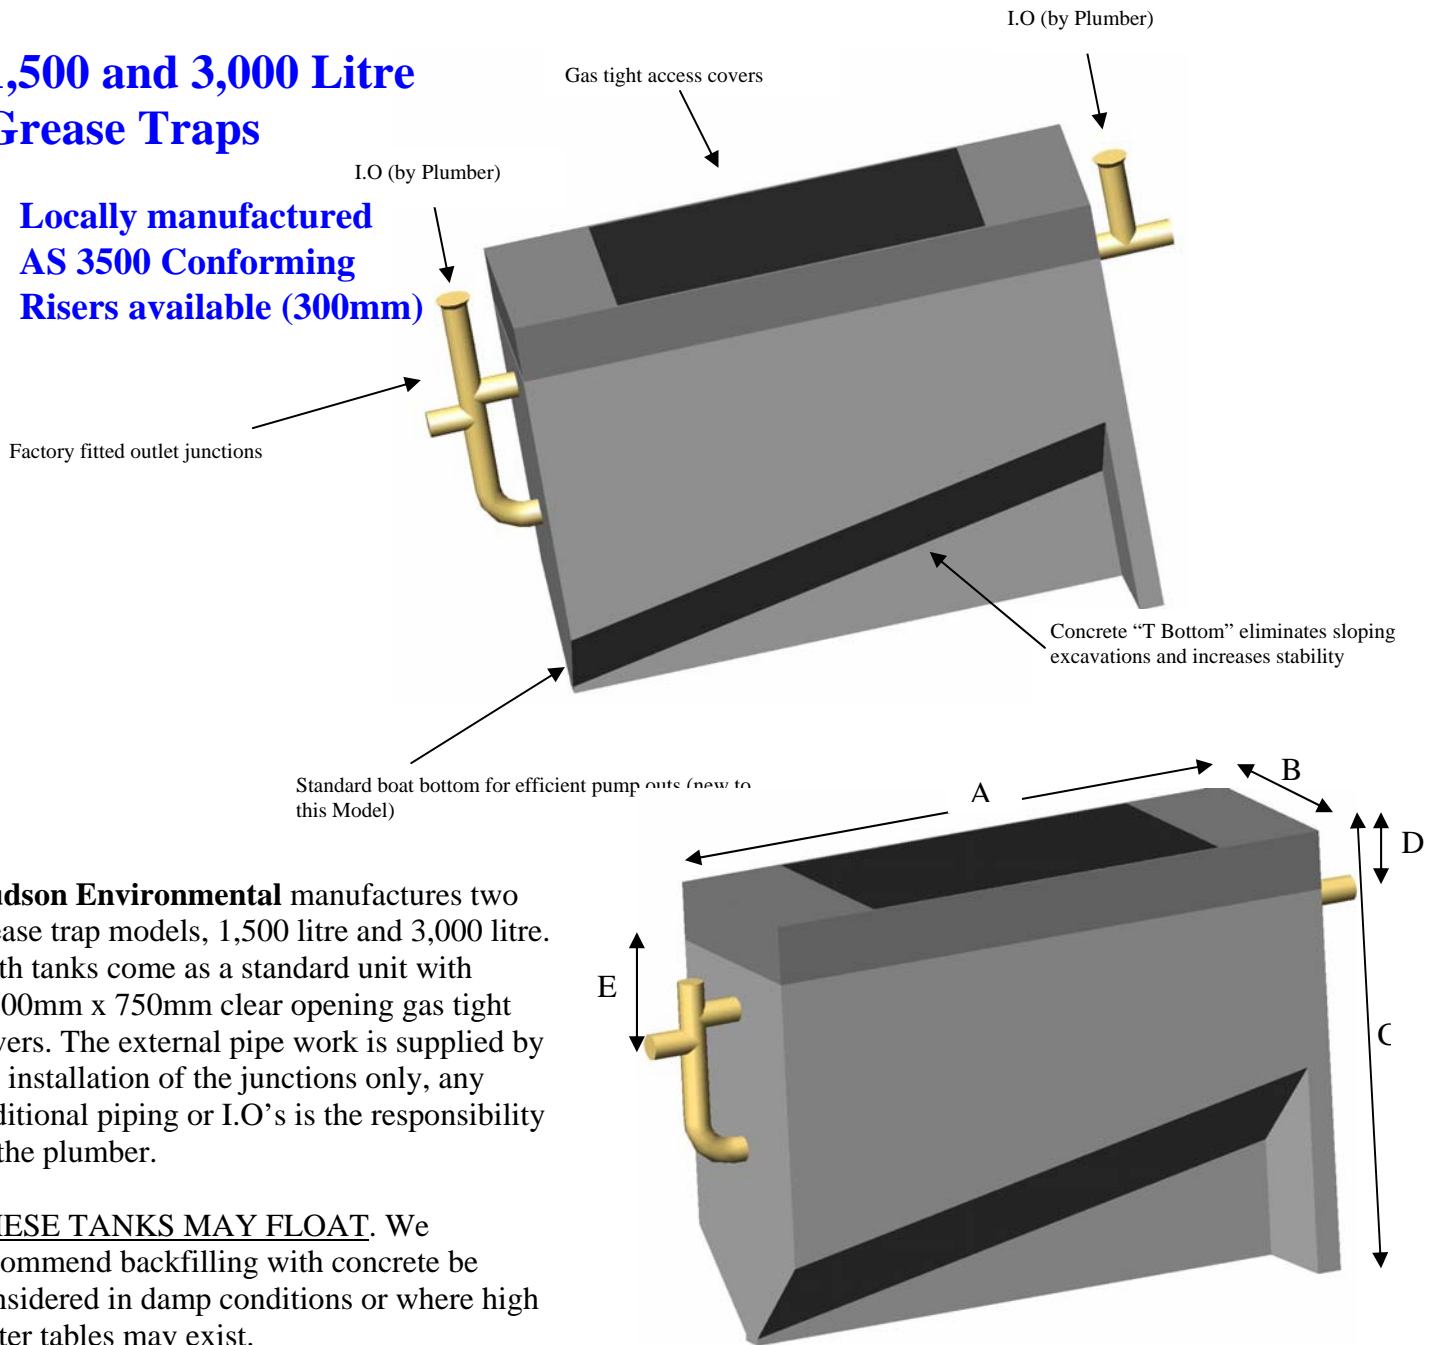 I.O (by Plumber)
,500 and 3,000 Litre
Gas tight access covers
Grease Traps
I.O (by Plumber)
Locally manufactured
AS 3500 Conforming
Risers available (300mm)
Factory fitted outlet junctions
Concrete “T Bottom” eliminates sloping
excavations and increases stability
Standard boat bottom for efficient pump outs (new to
this Model)
A
B
D
E
C
udson Environmental manufactures two
ease trap models, 1,500 litre and 3,000 litre.
th tanks come as a standard unit with
00mm x 750mm clear opening gas tight
vers. The external pipe work is supplied by
installation of the junctions only, any
ditional piping or I.O’s is the responsibility
the plumber.
HESE TANKS MAY FLOAT. We
commend backfilling with concrete be
nsidered in damp conditions or where high
ter tables may exist.